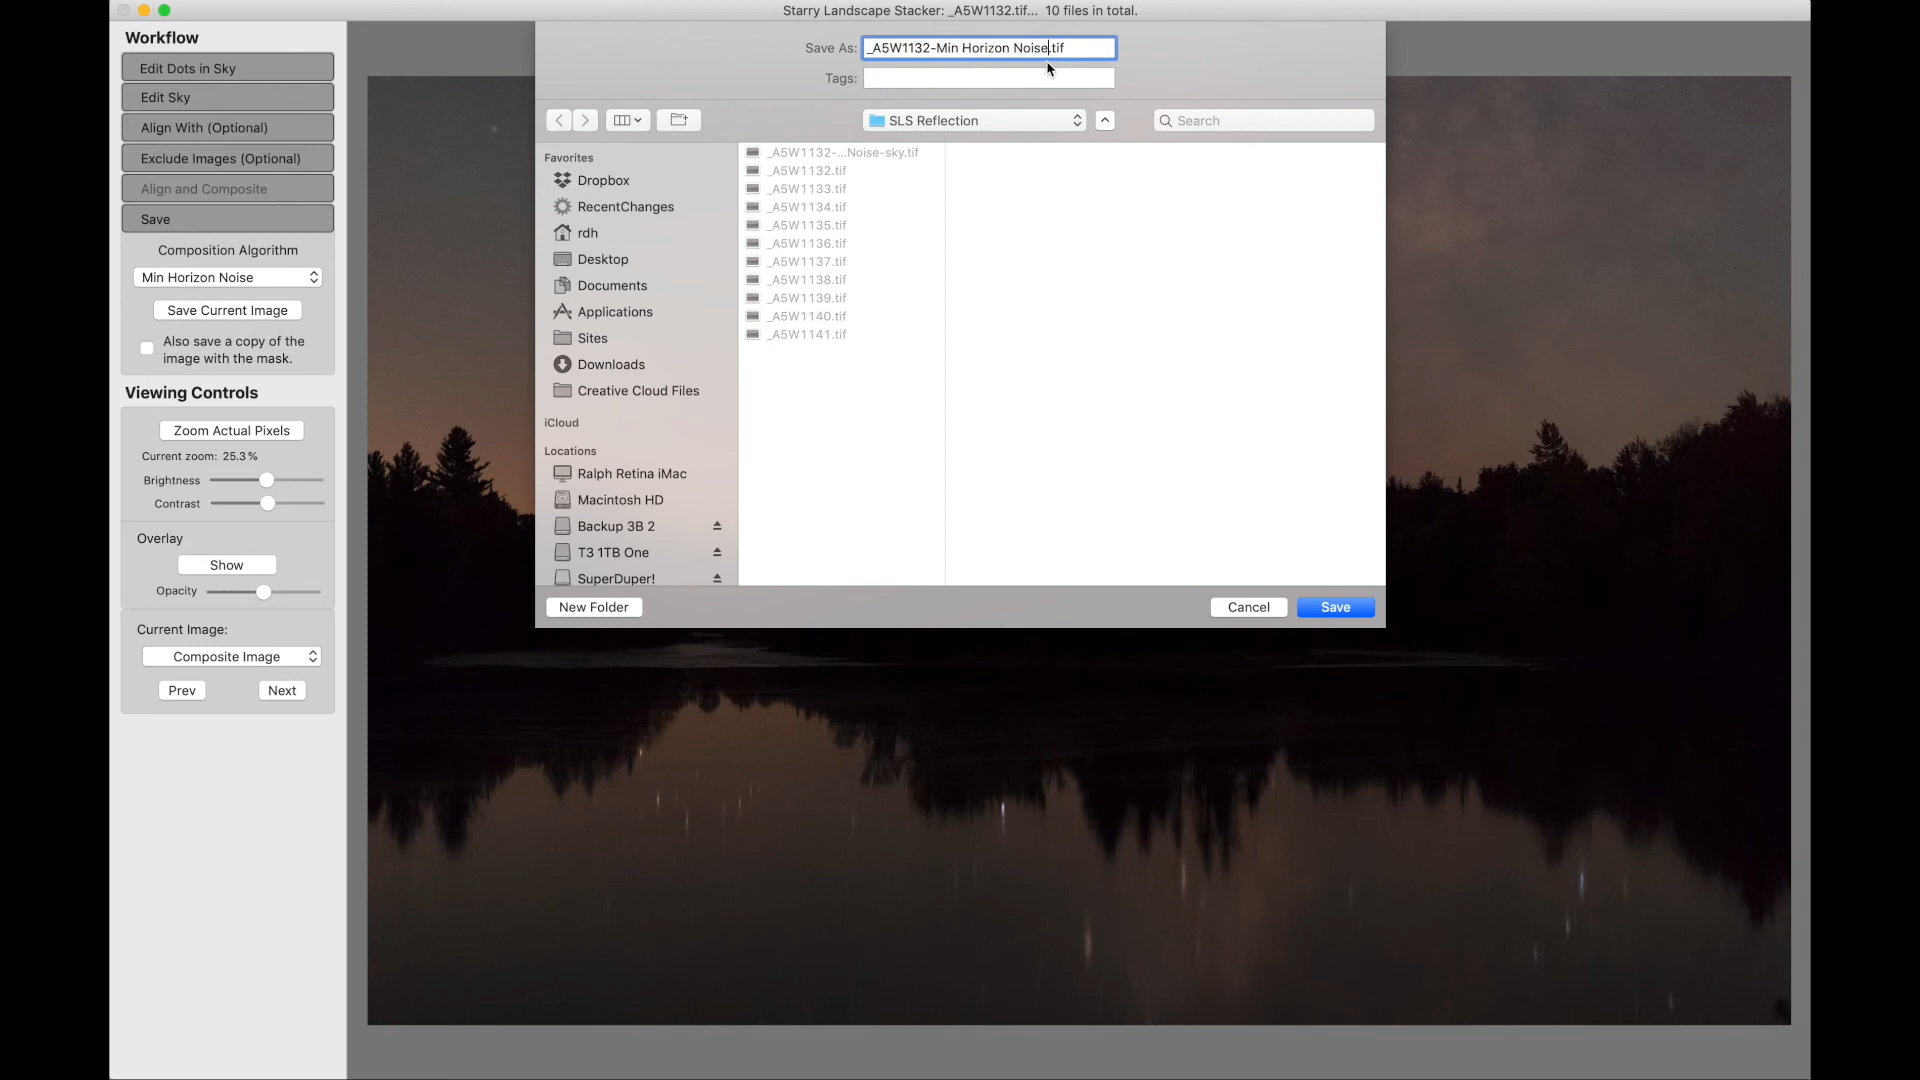 Starry Landscape Stacker: _A5W1132.tif... 10 files in total.
Workflow
Edit Dots in Sky
Edit Sky
Align With (Optional)
Exclude Images (Optional)
Align and Composite
Save
Composition Algorithm
Min Horizon Noise
Save Current Image
Also save a copy of the
image with the mask.
Viewing Controls
Zoom Actual Pixels
Current zoom: 25.3%
Brightness
Contrast
Overlay
Show
Opacity
Current Image:
Composite Image
Prev Next
Save As: _A5W1132-Min Horizon Noise.tif
Tags:
SLS Reflection
Search
Favorites
Dropbox
RecentChanges
rdh
Desktop
Documents
Applications
Sites
Downloads
Creative Cloud Files
iCloud
Locations
Ralph Retina iMac
Macintosh HD
Backup 3B 2
T3 1TB One
SuperDuper!
_A5W1132-...Noise-sky.tif
_A5W1132.tif
_A5W1133.tif
_A5W1134.tif
_A5W1135.tif
_A5W1136.tif
_A5W1137.tif
_A5W1138.tif
_A5W1139.tif
_A5W1140.tif
_A5W1141.tif
New Folder Cancel Save